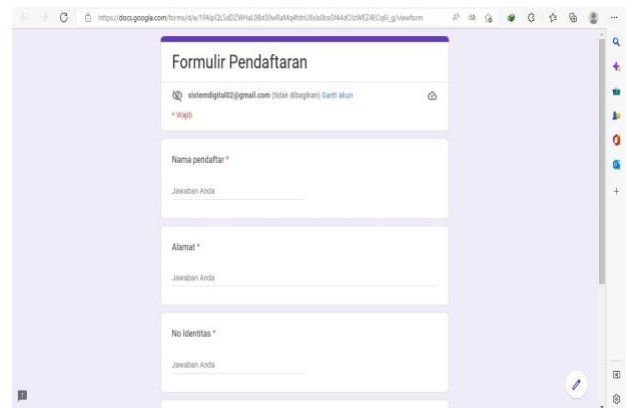 Formulir Pendaftaran
sistemdigital02@gmail.com (tidak dibagikan) Ganti akun
* Wajib
Nama pendaftar *
Jawaban Anda
Alamat *
Jawaban Anda
No Identitas *
Jawaban Anda